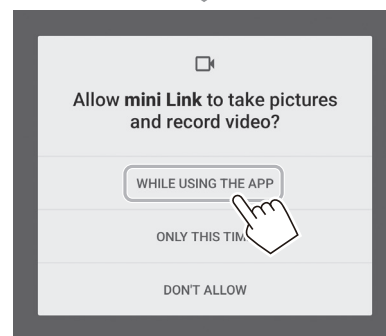 Allow mini Link to take pictures
and record video?
WHILE USING THE APP
ONLY THIS TIM
DON'T ALLOW